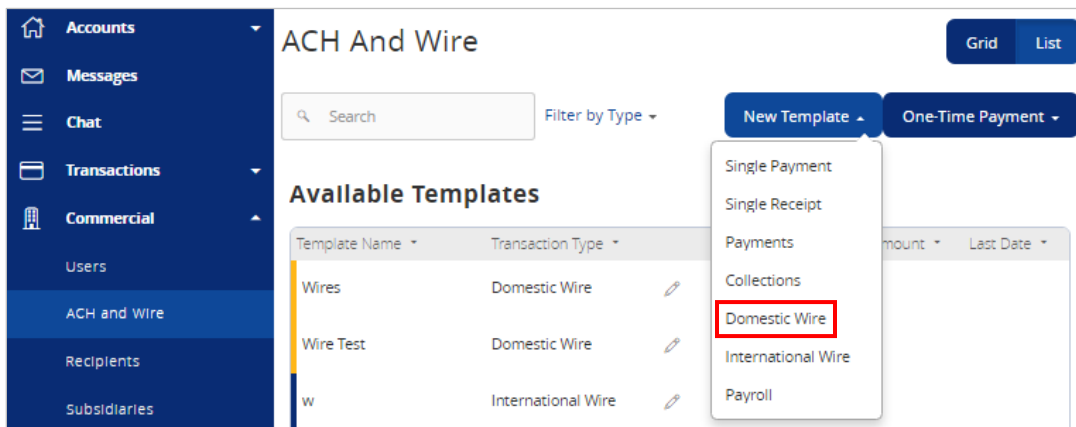 Accounts
Messages
Chat
Transactions
Commercial
Users
ACH and Wire
Recipients
Subsidiaries
ACH And Wire
Grid
List
Search
Filter by Type
New Template
One-Time Payment
Single Payment
Single Receipt
Payments
Collections
Domestic Wire
International Wire
Payroll
Available Templates
Template Name
Transaction Type
mount
Last Date
Wires
Domestic Wire
Wire Test
Domestic Wire
w
International Wire